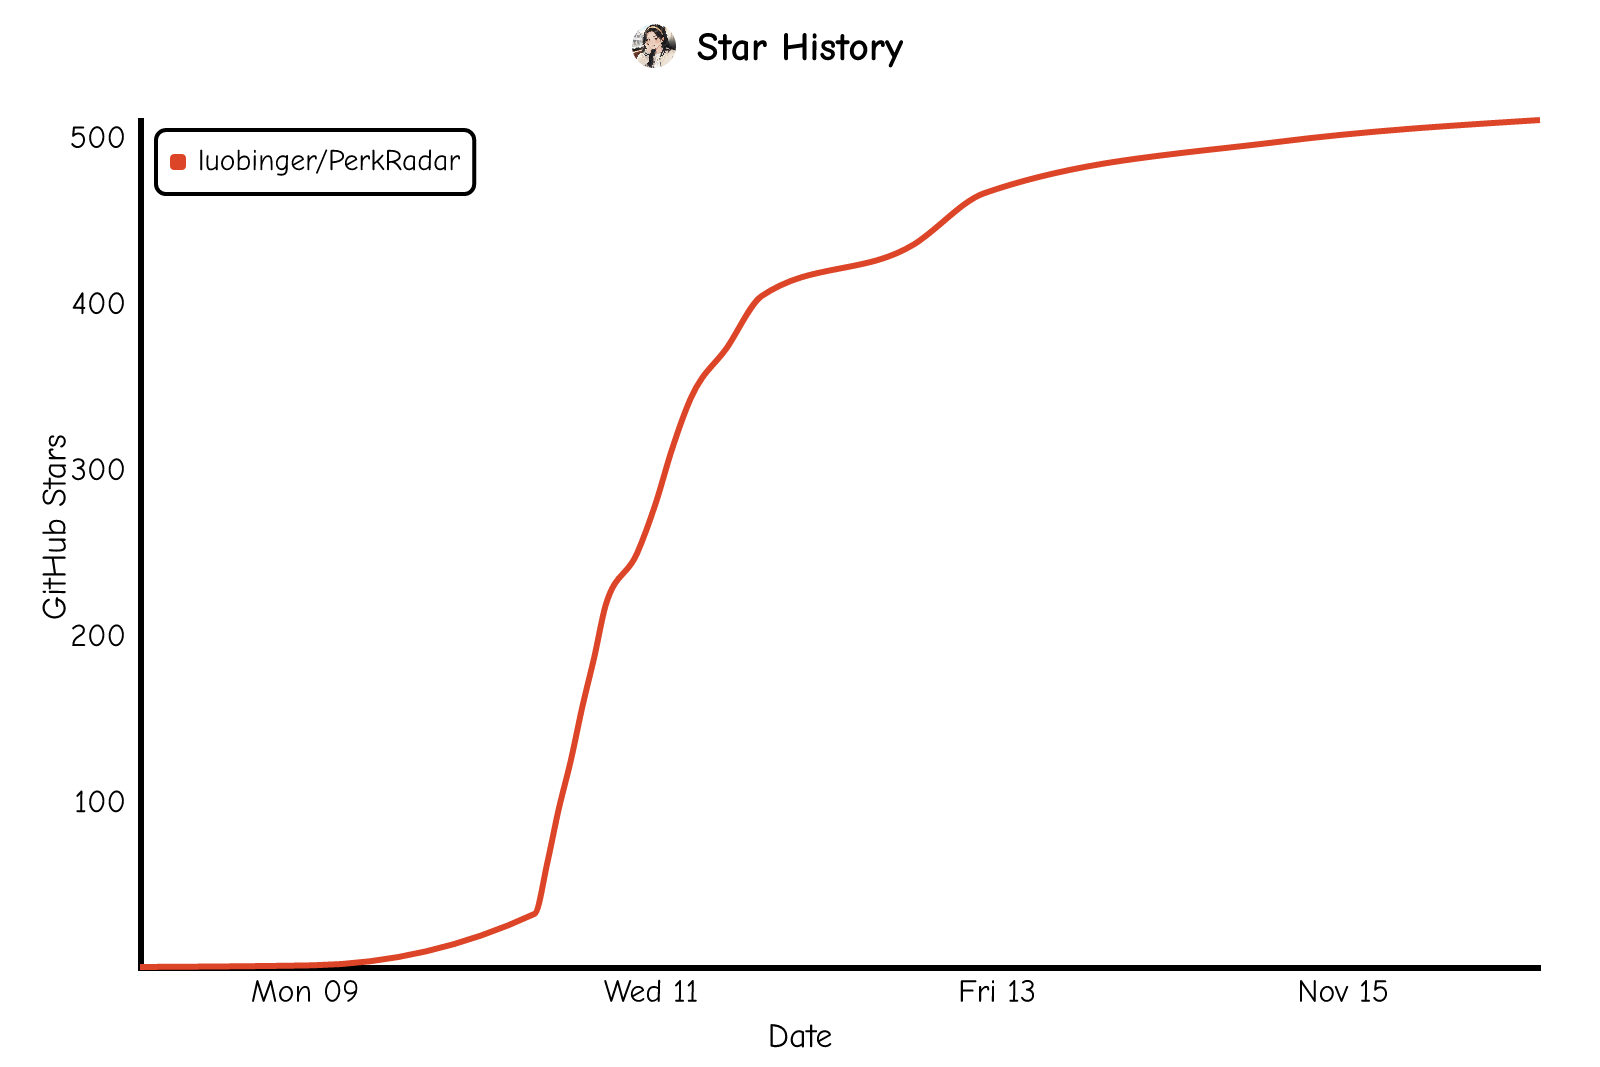 Star History
luobinger/PerkRadar
500
400
300
200
100
GitHub Stars
Mon 09
Wed 11
Fri 13
Nov 15
Date